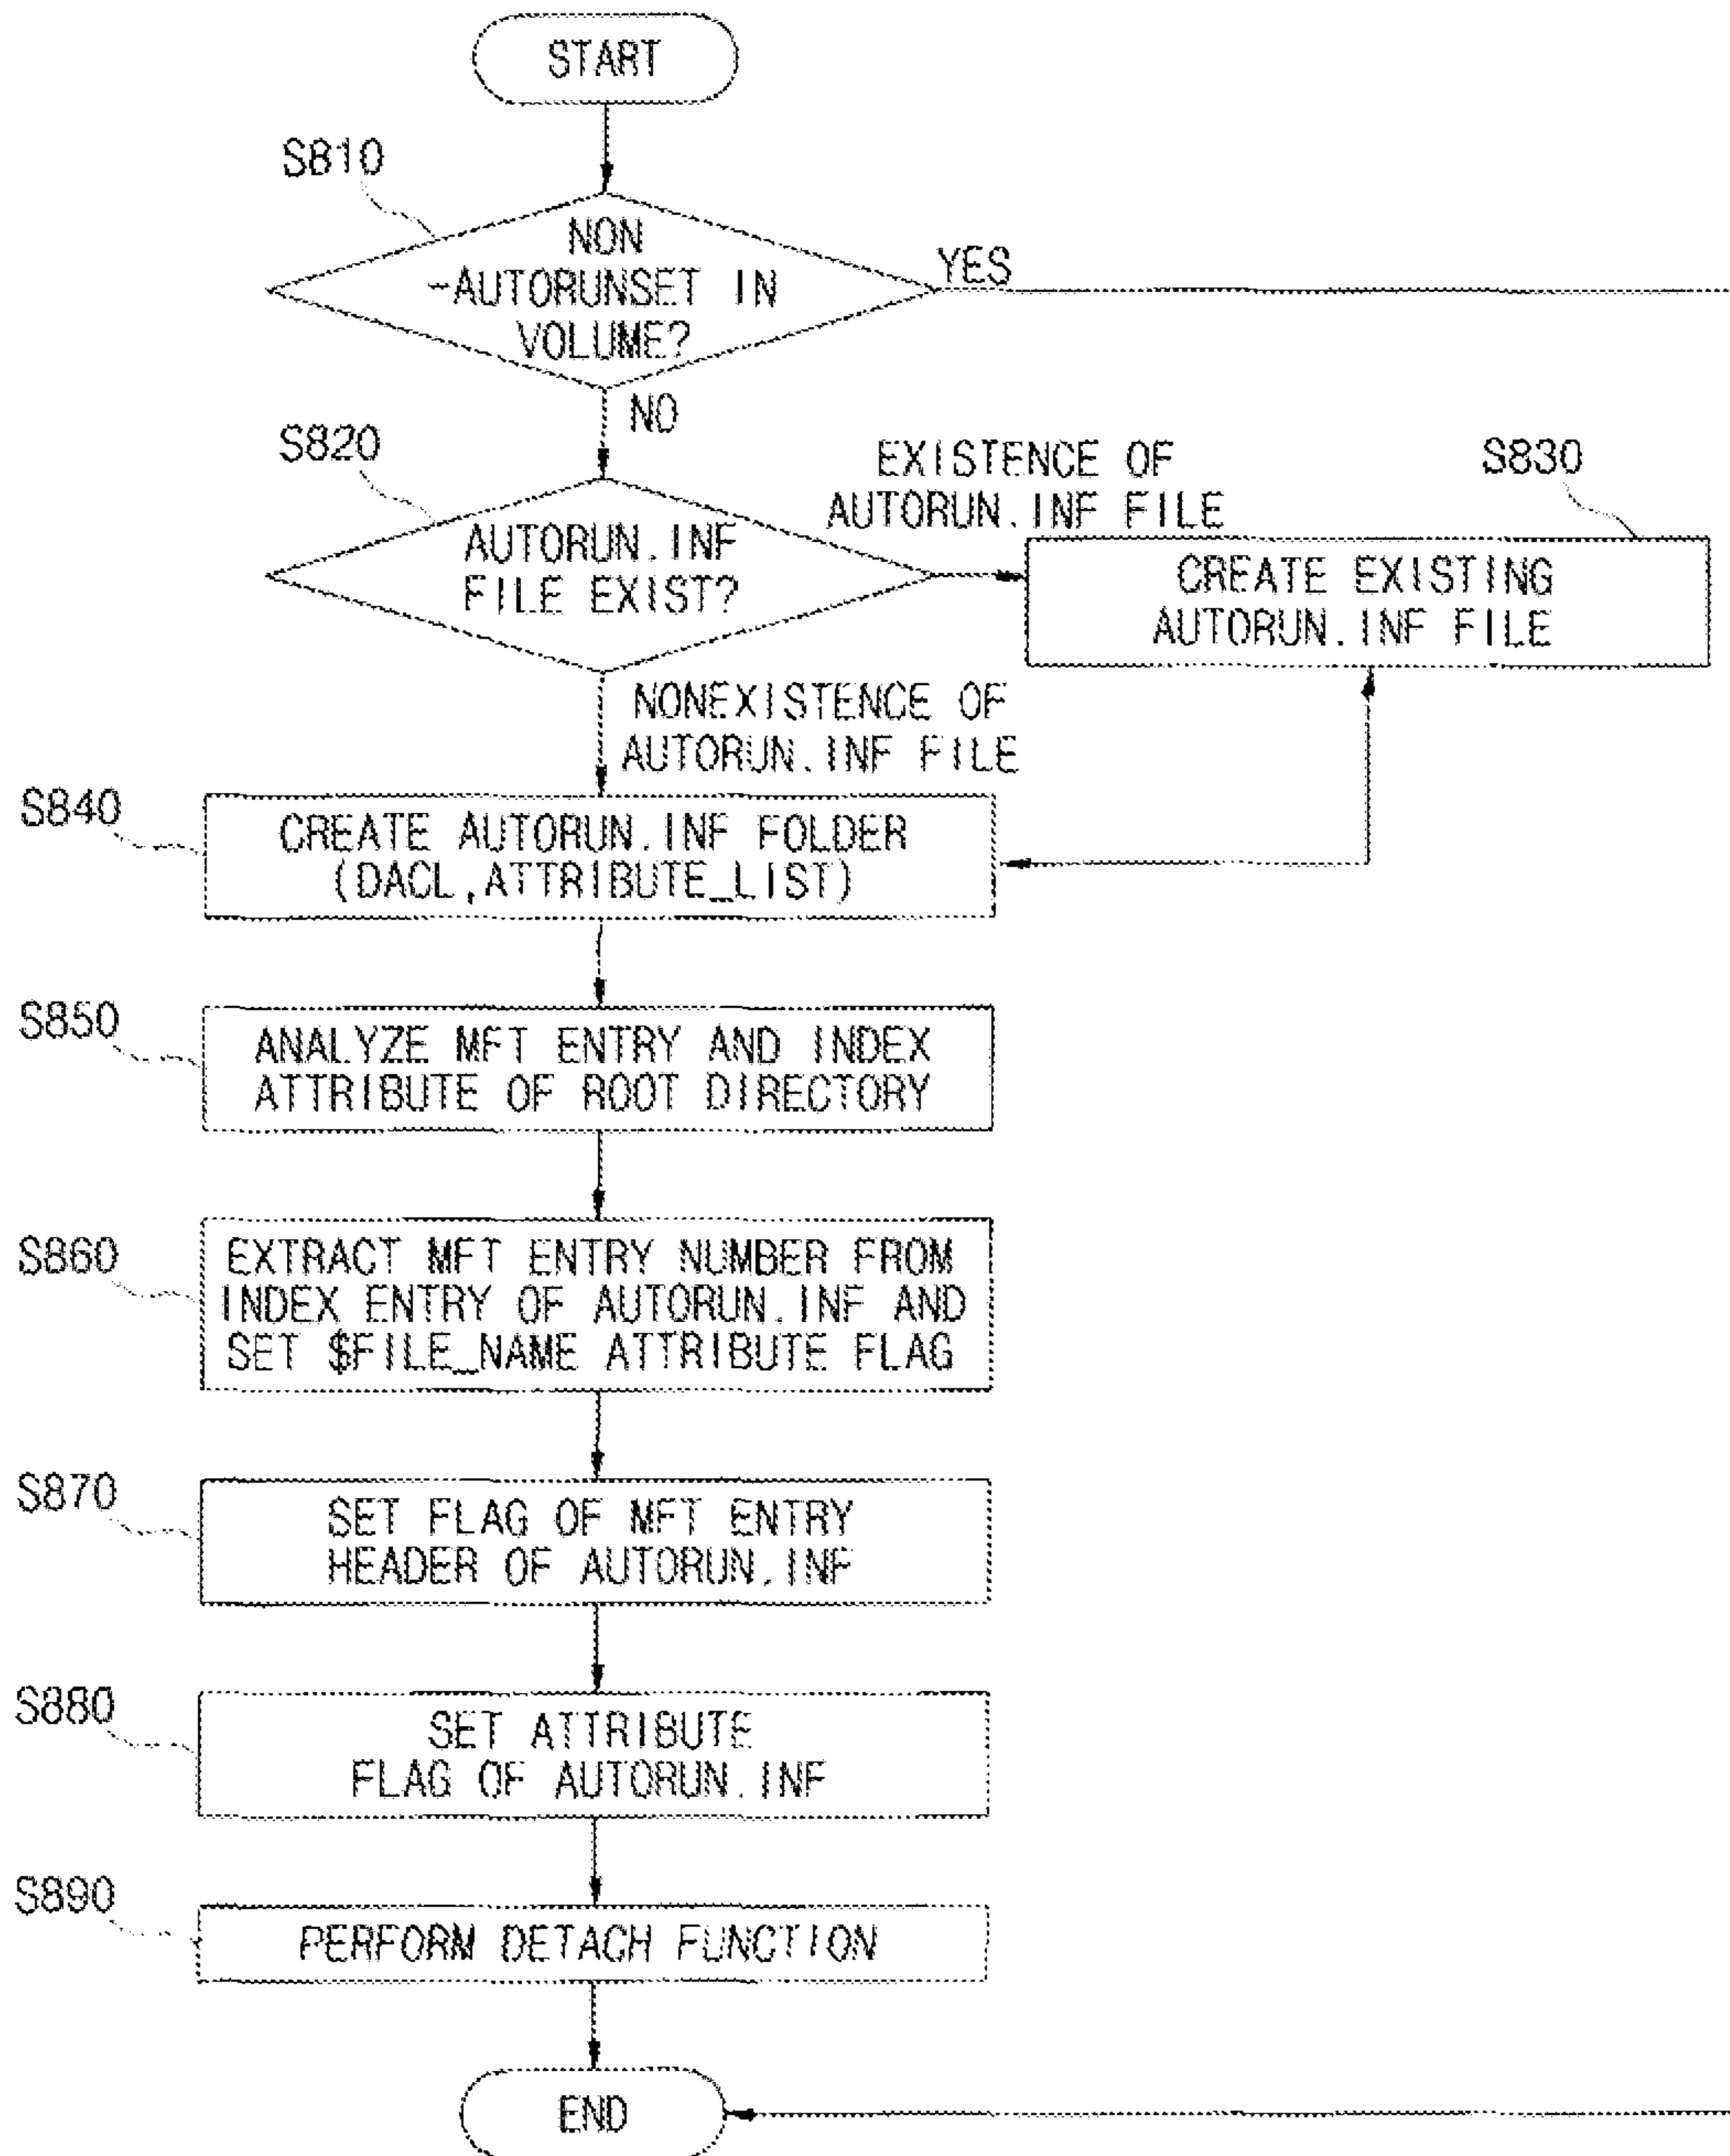 START
S810
NON
-AUTORUNSET IN
VOLUME?
YES
NO
S820
AUTORUN.INF
FILE EXIST?
EXISTENCE OF
AUTORUN.INF FILE
S830
CREATE EXISTING
AUTORUN.INF FILE
NONEXISTENCE OF
AUTORUN.INF FILE
S840
CREATE AUTORUN.INF FOLDER
(DACL,ATTRIBUTE_LIST)
S850
ANALYZE MFT ENTRY AND INDEX
ATTRIBUTE OF ROOT DIRECTORY
S860
EXTRACT MFT ENTRY NUMBER FROM
INDEX ENTRY OF AUTORUN.INF AND
SET $FILE_NAME ATTRIBUTE FLAG
S870
SET FLAG OF MFT ENTRY
HEADER OF AUTORUN.INF
S880
SET ATTRIBUTE
FLAG OF AUTORUN.INF
S890
PERFORM DETACH FUNCTION
END